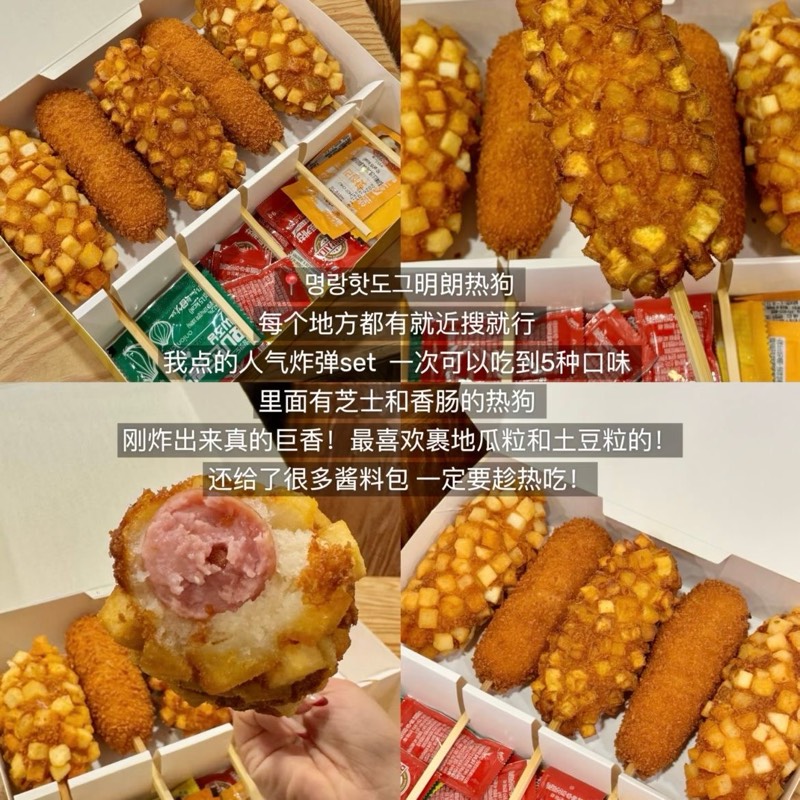 📍 명랑핫도그明朗热狗
每个地方都有就近搜就行
我点的人气炸弹set 一次可以吃到5种口味
里面有芝士和香肠的热狗
刚炸出来真的巨香！最喜欢裹地瓜粒和土豆粒的！
还给了很多酱料包 一定要趁热吃！